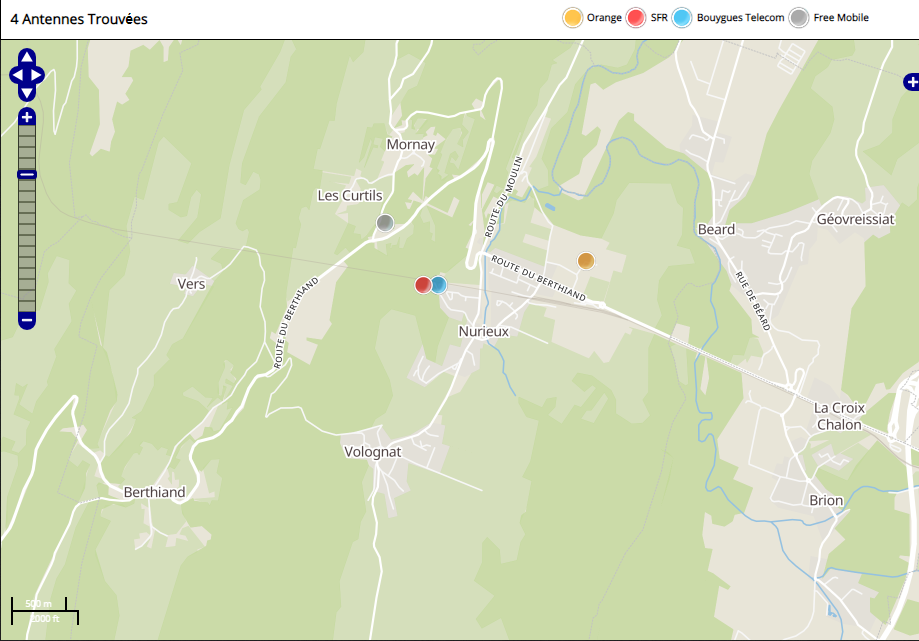 4 Antennes Trouvées
Orange SFR Bouygues Telecom Free Mobile
Mornay
Les Curtils
ROUTE DU MOULIN
Beard
Géovreissiat
ROUTE DU BERTHIAND
Vers
ROUTE DU BERTHIAND
RUE DE BÉARD
Nurieux
La Croix
Chalon
Volognat
Berthiand
Brion
500 m
2000 ft